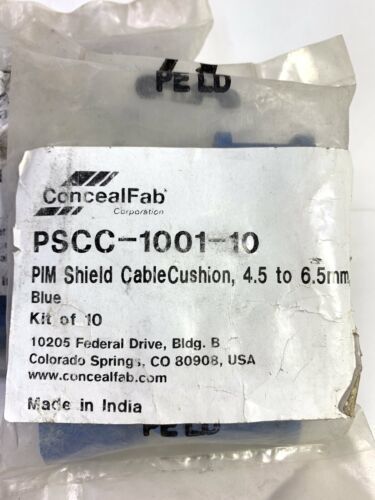 PE LD
ConcealFab
Corporation
PSCC-1001-10
PIM Shield CableCushion, 4.5 to 6.5mm,
Blue
Kit of 10
10205 Federal Drive, Bldg. B
Colorado Springs, CO 80908, USA
www.concealfab.com
Made in India
PE LD